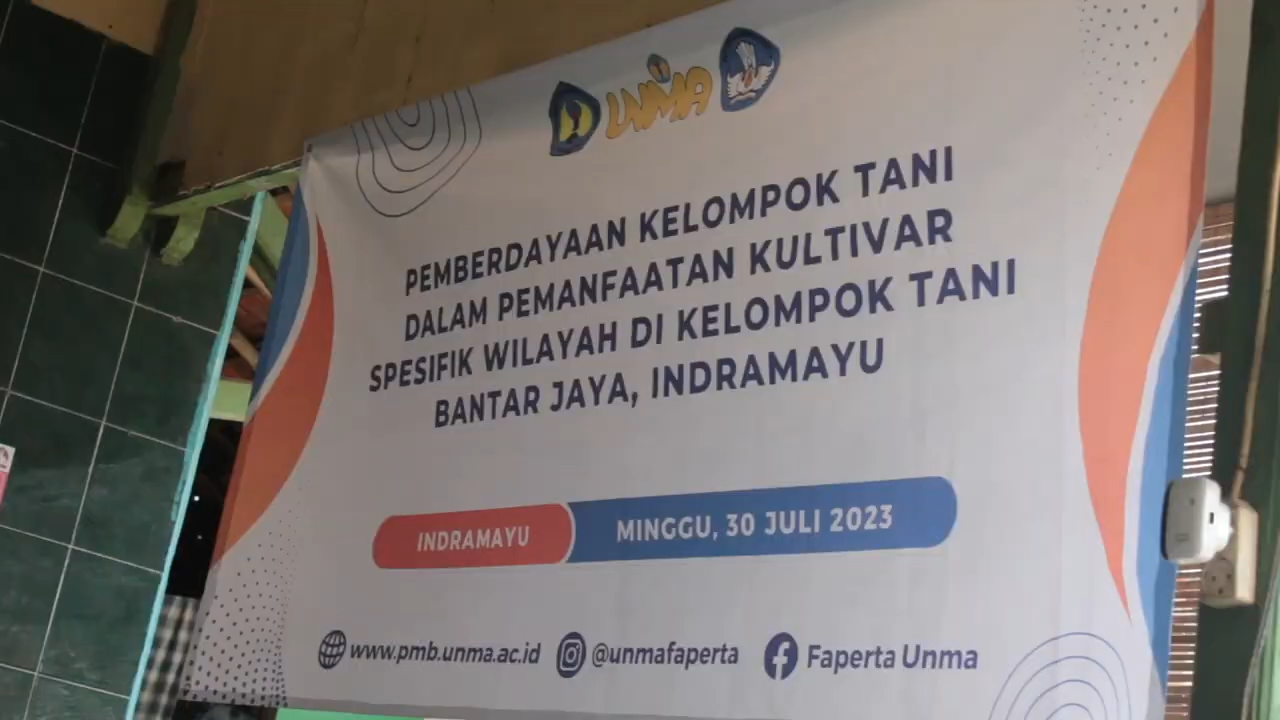 UNMA
PEMBERDAYAAN KELOMPOK TANI
DALAM PEMANFAATAN KULTIVAR
SPESIFIK WILAYAH DI KELOMPOK TANI
BANTAR JAYA, INDRAMAYU
INDRAMAYU
MINGGU, 30 JULI 2023
www.pmb.unma.ac.id
@unmafaperta
Faperta Unma